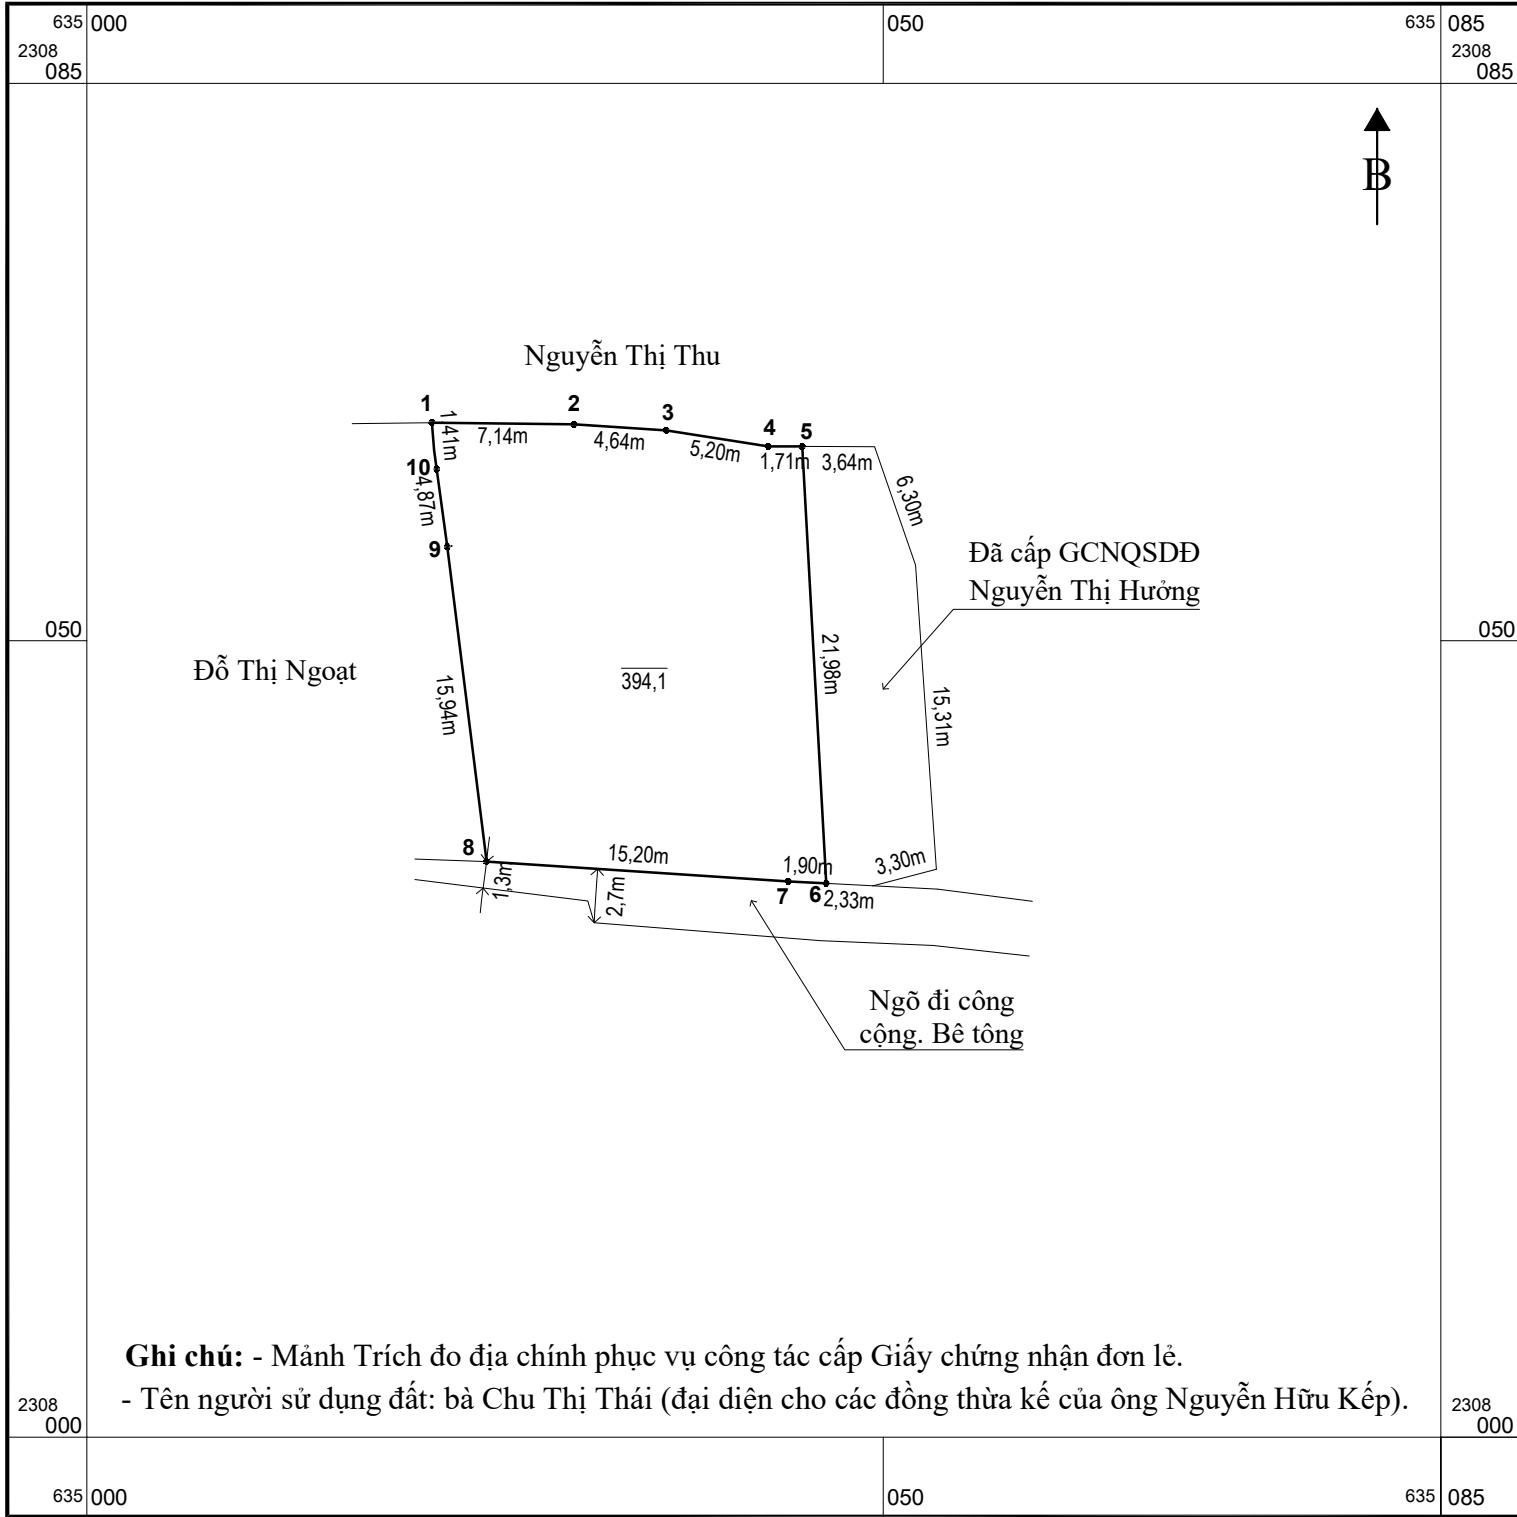 635 000 050 635 085
2308 2308
085 085
B
Nguyễn Thị Thu
1 2 3 4 5
1,41m
7,14m
4,64m
5,20m
1,71m
3,64m
10
4,87m
6,30m
9
Đã cấp GCNQSDĐ
Nguyễn Thị Hưởng
050 050
Đỗ Thị Ngoạt
394,1
21,98m
15,94m
15,31m
8
15,20m
1,90m
3,30m
1,3m
2,7m
7 6
2,33m
Ngõ đi công
cộng. Bê tông
Ghi chú: - Mảnh Trích đo địa chính phục vụ công tác cấp Giấy chứng nhận đơn lẻ.
- Tên người sử dụng đất: bà Chu Thị Thái (đại diện cho các đồng thừa kế của ông Nguyễn Hữu Kếp).
2308 2308
000 000
635 000 050 635 085